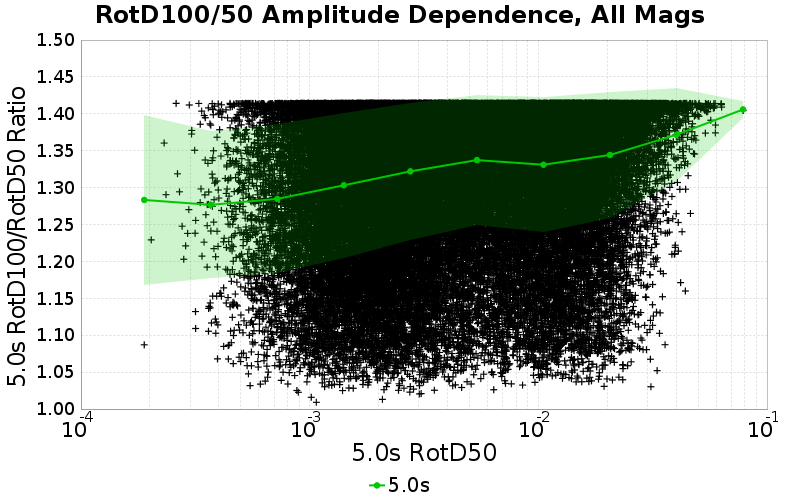 RotD100/50 Amplitude Dependence, All Mags
5.0s RotD100/RotD50 Ratio
1.50
1.45
1.40
1.35
1.30
1.25
1.20
1.15
1.10
1.05
1.00
10-4 10-3 10-2 10-1
5.0s RotD50
5.0s